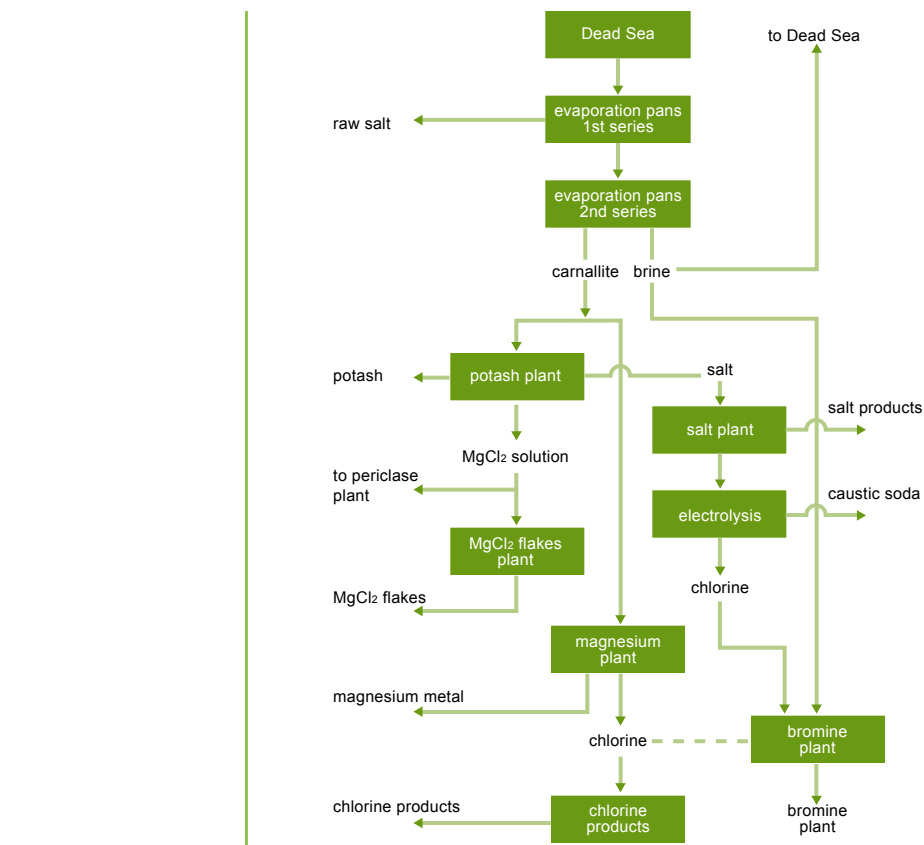 Dead Sea
to Dead Sea
evaporation pans
1st series
raw salt
evaporation pans
2nd series
carnallite
brine
potash
potash plant
salt
salt plant
salt products
MgCl₂ solution
to periclase
plant
electrolysis
caustic soda
MgCl₂ flakes
plant
chlorine
MgCl₂ flakes
magnesium
plant
magnesium metal
chlorine
bromine
plant
chlorine products
chlorine
products
bromine
plant